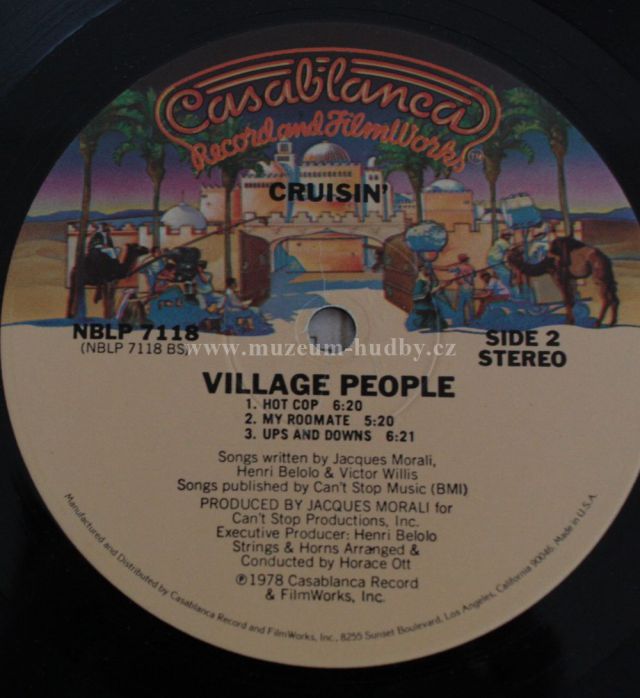 Casablanca
Record and FilmWorks
TM
CRUISIN'
NBLP 7118
(NBLP 7118 BS)
SIDE 2
STEREO
www.muzeum-hudby.cz
VILLAGE PEOPLE
1. HOT COP 6:20
2. MY ROOMATE 5:20
3. UPS AND DOWNS 6:21
Songs written by Jacques Morali,
Henri Belolo & Victor Willis
Songs published by Can't Stop Music (BMI)
PRODUCED BY JACQUES MORALI for
Can't Stop Productions, Inc.
Executive Producer: Henri Belolo
Strings & Horns Arranged &
Conducted by Horace Ott
℗1978 Casablanca Record
& FilmWorks, Inc.
Manufactured and Distributed by Casablanca Record and FilmWorks, Inc., 8255 Sunset Boulevard, Los Angeles, California 90046, Made in U.S.A.